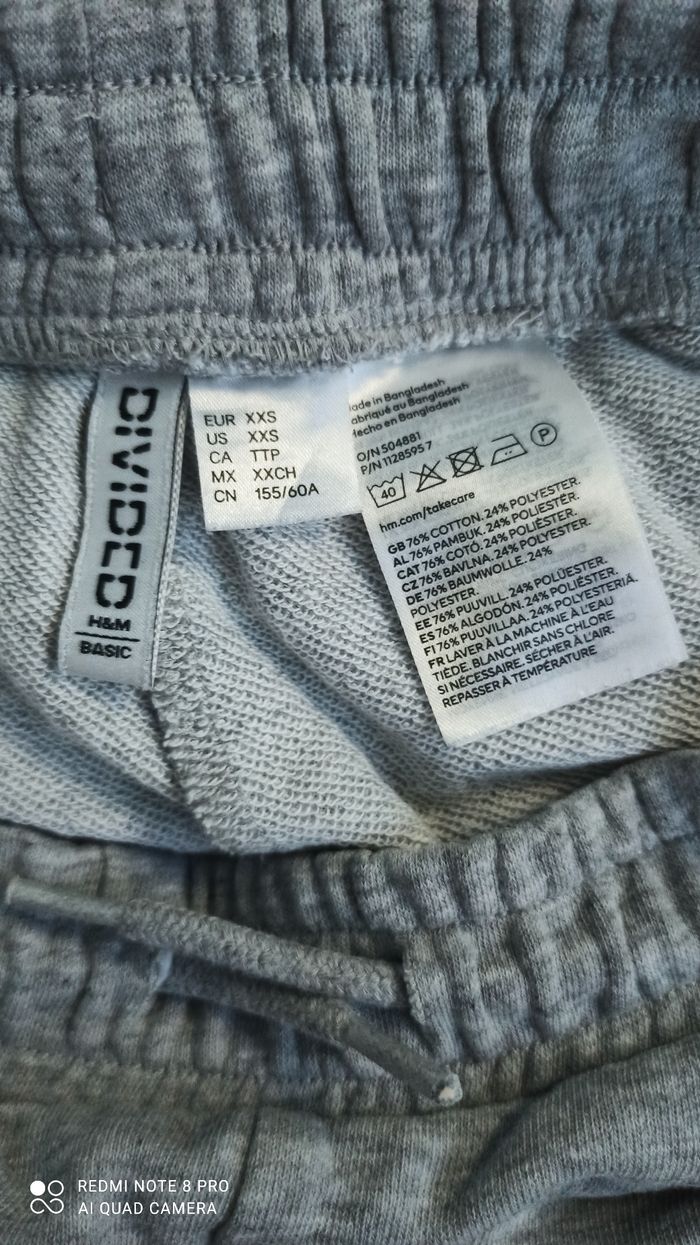 DIVIDED
H&M
BASIC
EUR XXS
US XXS
CA TTP
MX XXCH
CN 155/60A
ade in Bangladesh
abriqué au Bangladesh
Hecho en Bangladesh
O/N 504881
P/N 1128595 7
40
P
hm.com/takecare
GB 76% COTTON. 24% POLYESTER.
AL 76% PAMBUK. 24% POLIESTËR.
CAT 76% COTÓ. 24% POLIÈSTER.
CZ 76% BAVLNA. 24% POLYESTER.
DE 76% BAUMWOLLE. 24%
POLYESTER.
EE 76% PUUVILL. 24% POLÜESTER.
ES 76% ALGODÓN. 24% POLIÉSTER.
FI 76% PUUVILLAA. 24% POLYESTERIÄ.
FR LAVER À LA MACHINE À L'EAU
TIÈDE. BLANCHIR SANS CHLORE
SI NÉCESSAIRE. SÉCHER À L'AIR.
REPASSER À TEMPÉRATURE
REDMI NOTE 8 PRO
AI QUAD CAMERA